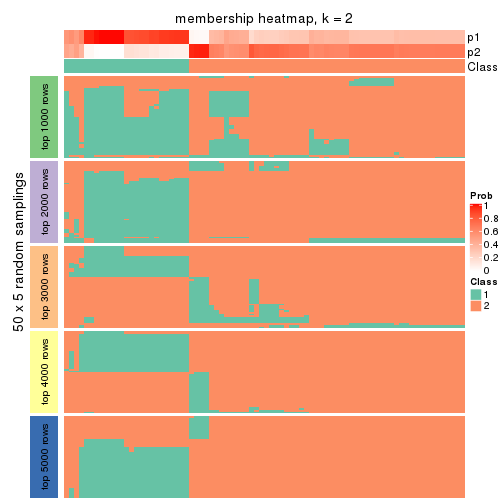 membership heatmap, k = 2
p1
p2
Class
50 x 5 random samplings
top 1000 rows
top 2000 rows
top 3000 rows
top 4000 rows
top 5000 rows
Prob
1
0.8
0.6
0.4
0.2
0
Class
1
2